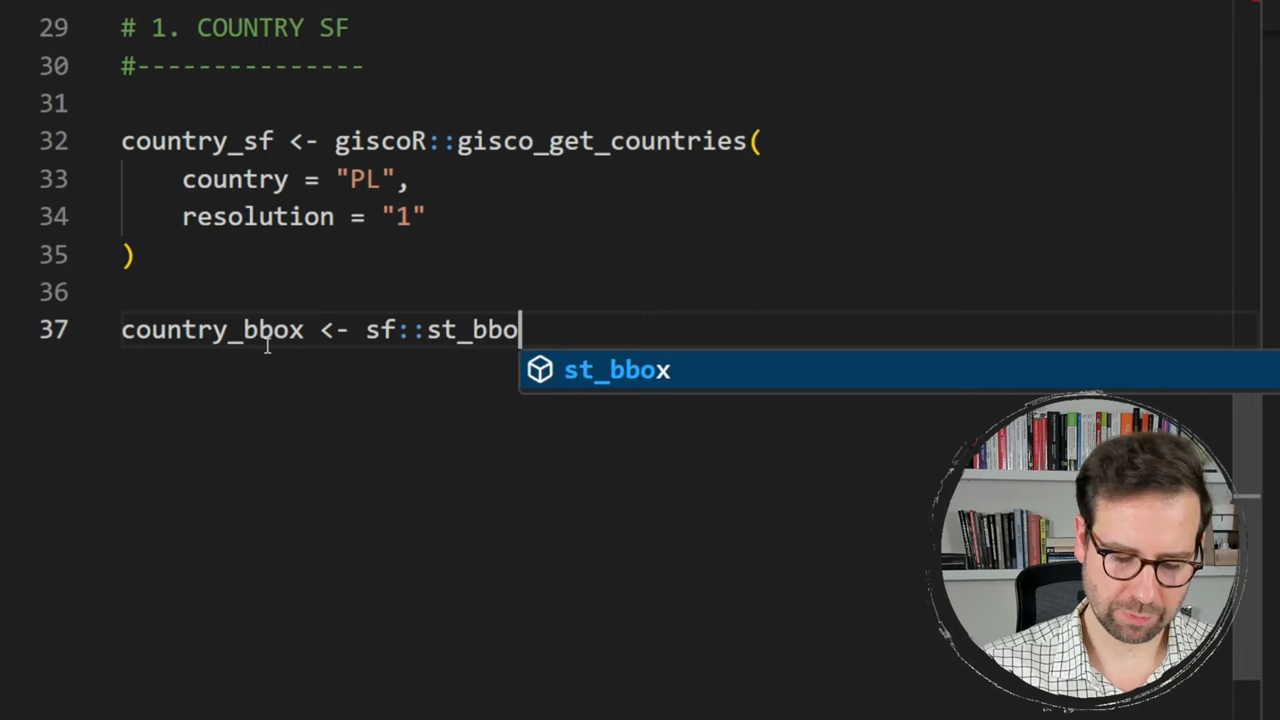 29 # 1. COUNTRY SF
30 #---------------
31
32 country_sf <- giscoR::gisco_get_countries(
33 country = "PL",
34 resolution = "1"
35 )
36
37 country_bbox <- sf::st_bbo
st_bbox